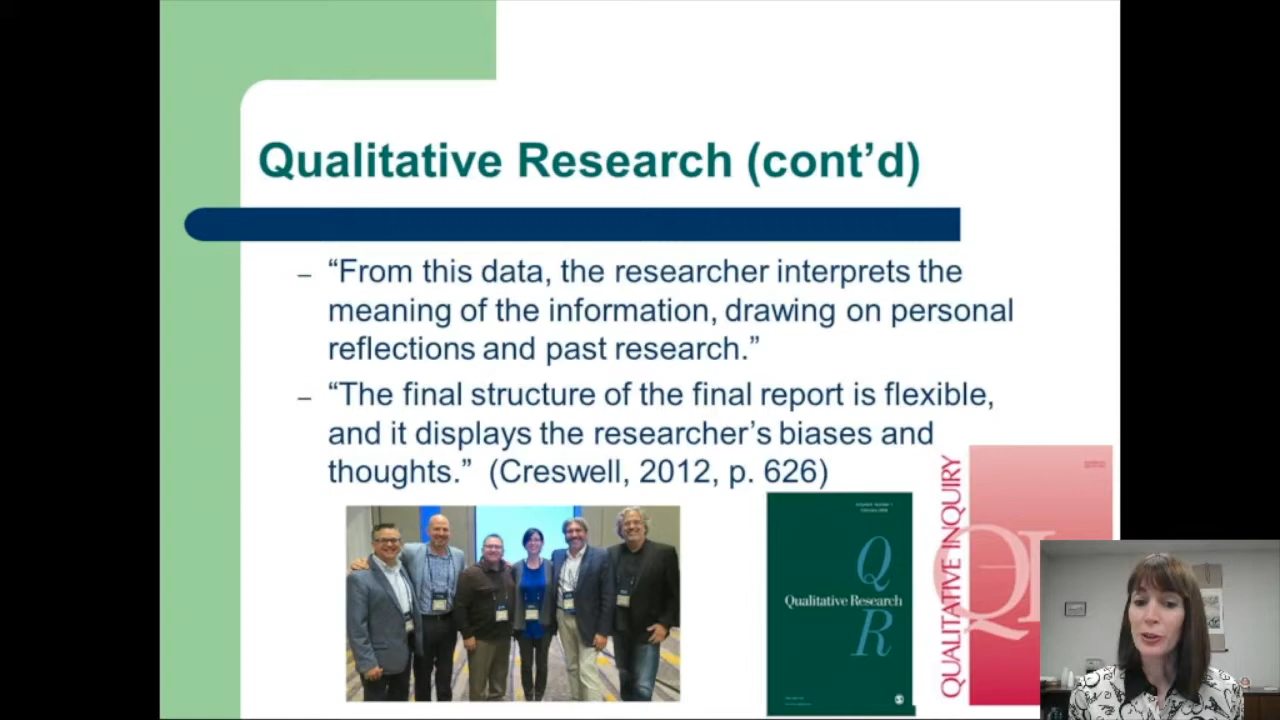 Qualitative Research (cont’d)
– “From this data, the researcher interprets the
meaning of the information, drawing on personal
reflections and past research.”
– “The final structure of the final report is flexible,
and it displays the researcher’s biases and
thoughts.” (Creswell, 2012, p. 626)
Q
Qualitative Research
R
QUALITATIVE INQUIRY
QI